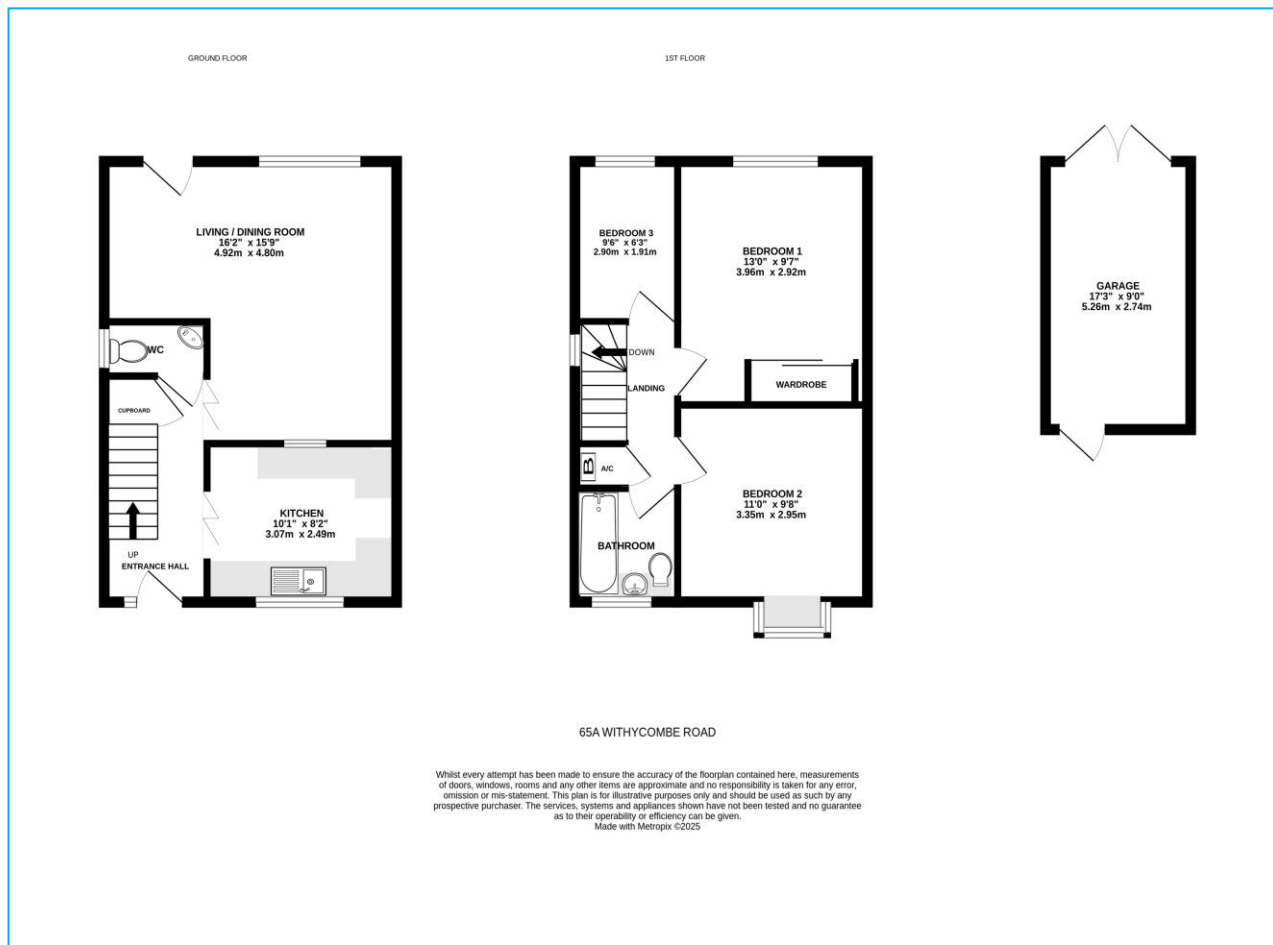 GROUND FLOOR
1ST FLOOR
LIVING / DINING ROOM
16'2" x 15'9"
4.92m x 4.80m
WC
CUPBOARD
UP
ENTRANCE HALL
KITCHEN
10'1" x 8'2"
3.07m x 2.49m
BEDROOM 3
9'6" x 6'3"
2.90m x 1.91m
BEDROOM 1
13'0" x 9'7"
3.96m x 2.92m
DOWN
LANDING
WARDROBE
B
A/C
BEDROOM 2
11'0" x 9'8"
3.35m x 2.95m
BATHROOM
GARAGE
17'3" x 9'0"
5.26m x 2.74m
65A WITHYCOMBE ROAD
Whilst every attempt has been made to ensure the accuracy of the floorplan contained here, measurements
of doors, windows, rooms and any other items are approximate and no responsibility is taken for any error,
omission or mis-statement. This plan is for illustrative purposes only and should be used as such by any
prospective purchaser. The services, systems and appliances shown have not been tested and no guarantee
as to their operability or efficiency can be given.
Made with Metropix ©2025